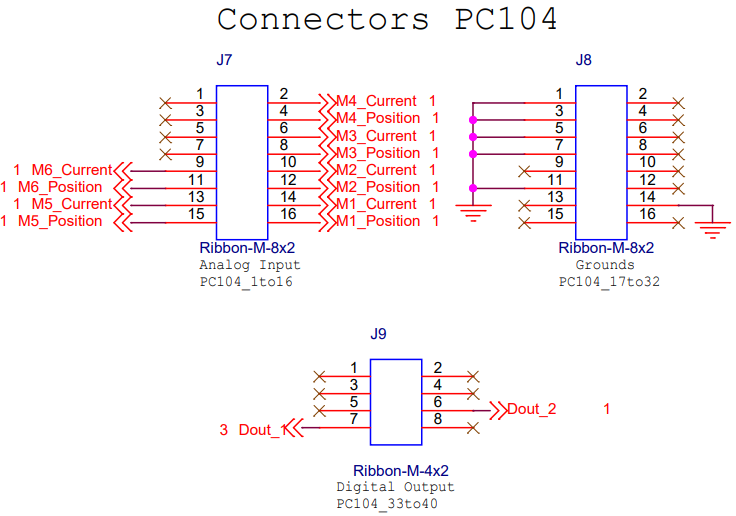 Connectors PC104
J7 J8
1 2 M4_Current 1 1 2
3 4 M4_Position 1 3 4
5 6 M3_Current 1 5 6
7 8 M3_Position 1 7 8
1 M6_Current 9 10 M2_Current 1 9 10
1 M6_Position 11 12 M2_Position 1 11 12
1 M5_Current 13 14 M1_Current 1 13 14
1 M5_Position 15 16 M1_Position 1 15 16
Ribbon-M-8x2 Ribbon-M-8x2
Analog Input Grounds
PC104_1to16 PC104_17to32
J9
1 2
3 4
5 6 Dout_2 1
3 Dout_1 7 8
Ribbon-M-4x2
Digital Output
PC104_33to40